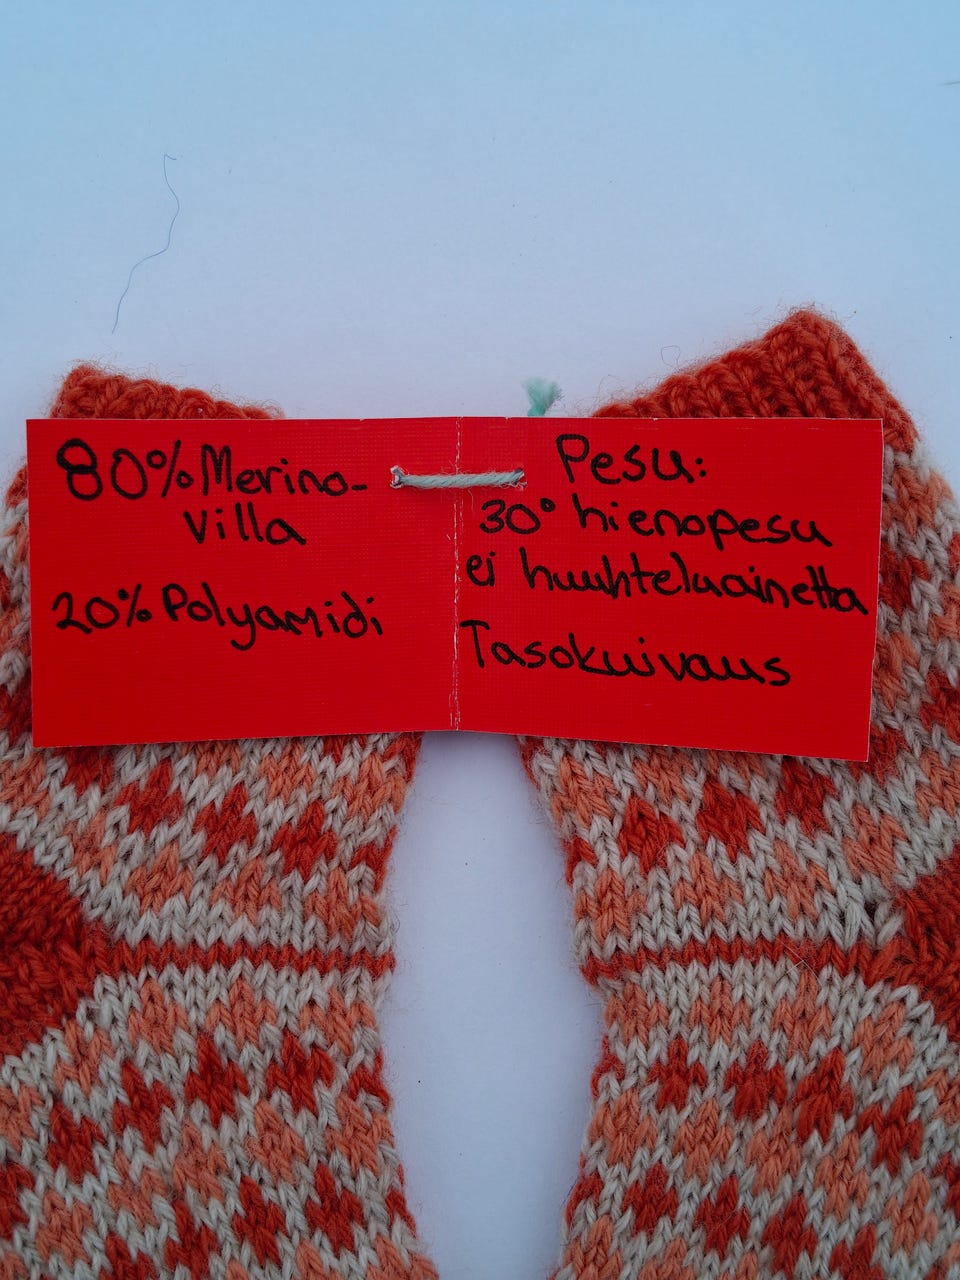 80% Merino-
villa
20% Polyamidi
Pesu:
30° hienopesu
ei huuhteluainetta
Tasokuivaus